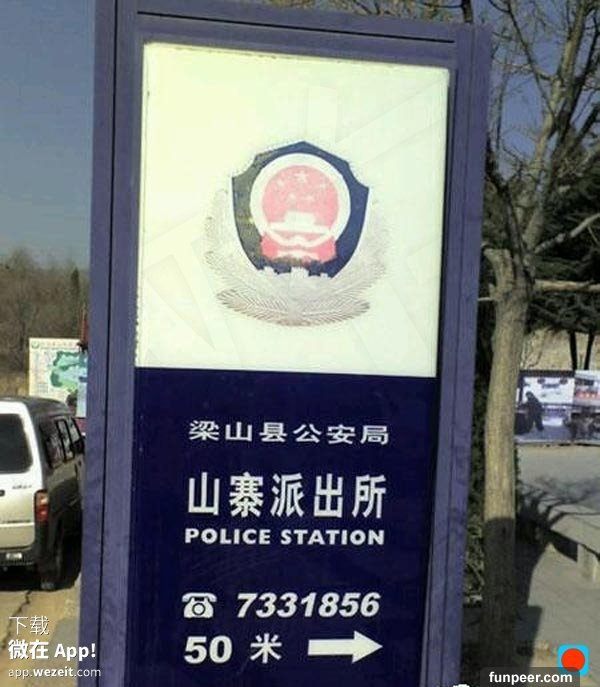 梁山县公安局
山寨派出所
POLICE STATION
☎ 7331856
50 米 →
下载
微在 App!
app.wezeit.com
funpeer.com